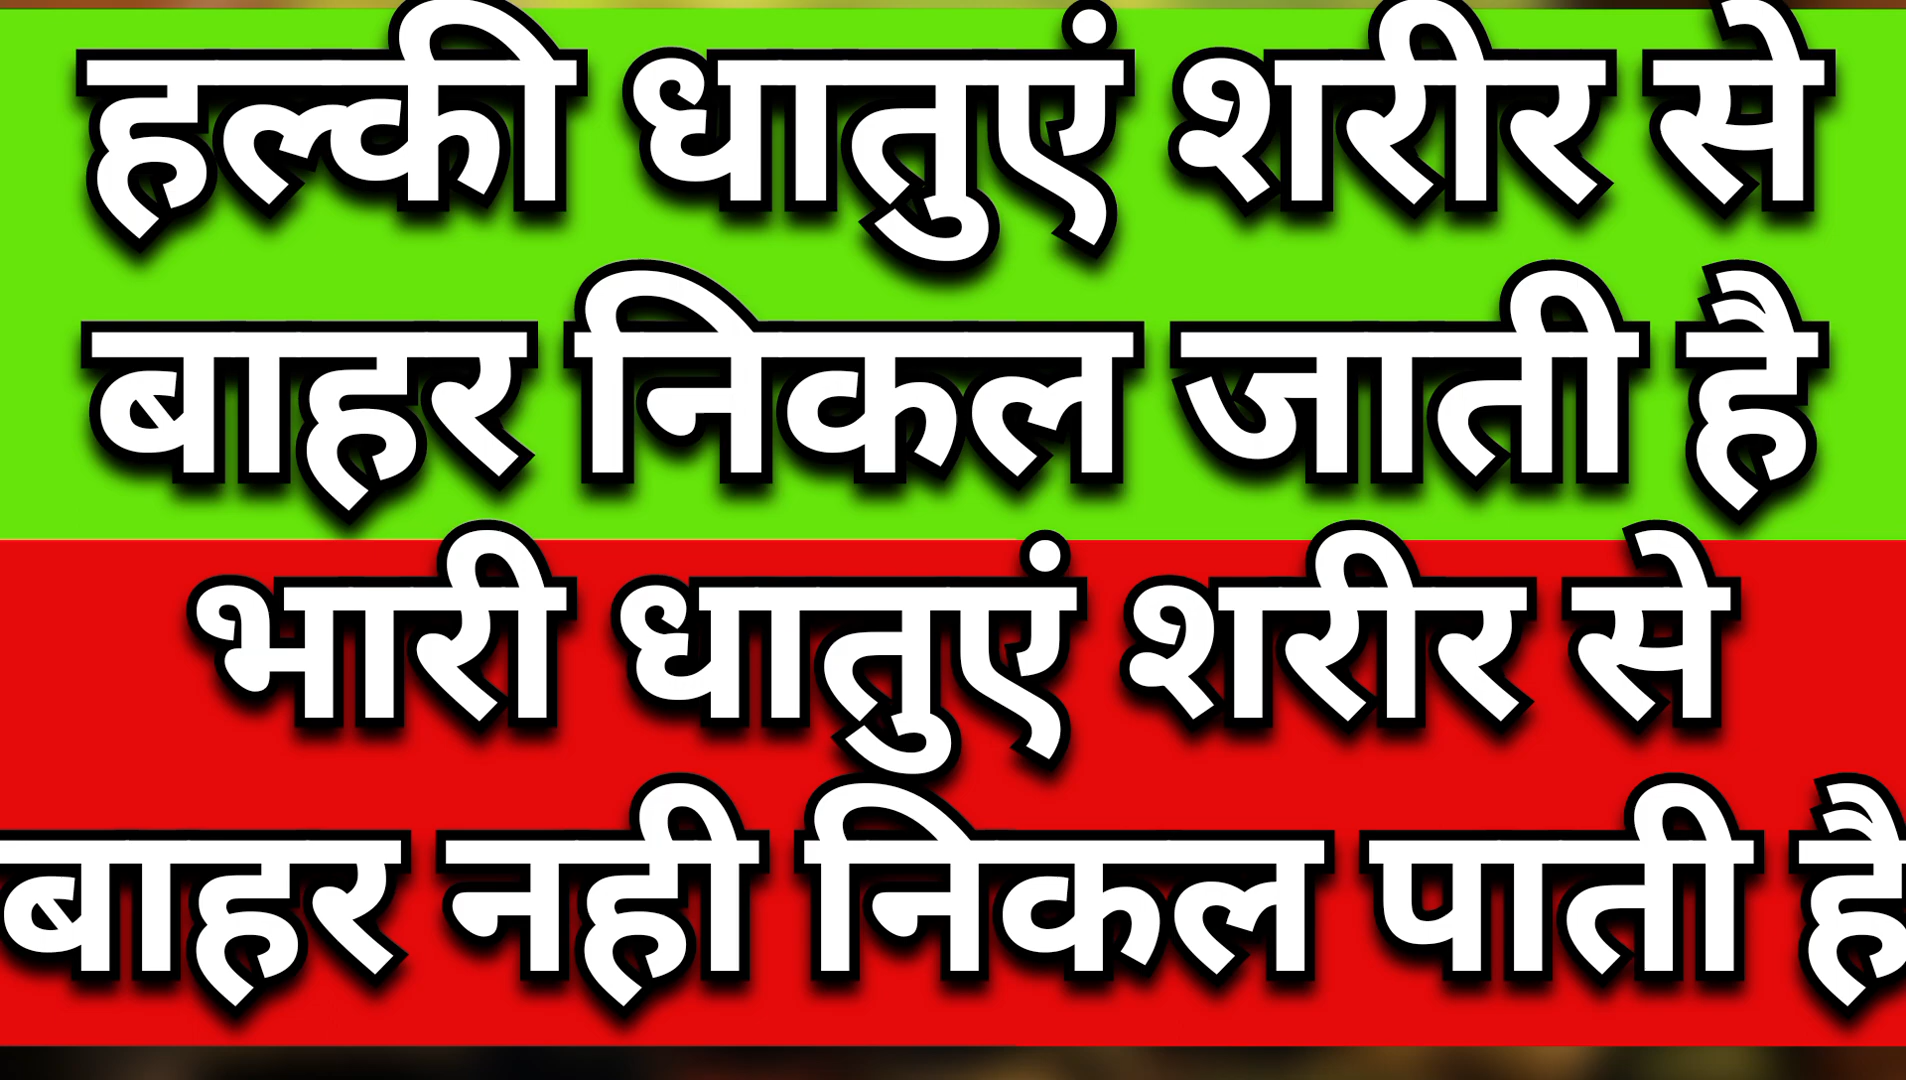 हल्की धातुएं शरीर से
बाहर निकल जाती है
भारी धातुएं शरीर से
बाहर नही निकल पाती है